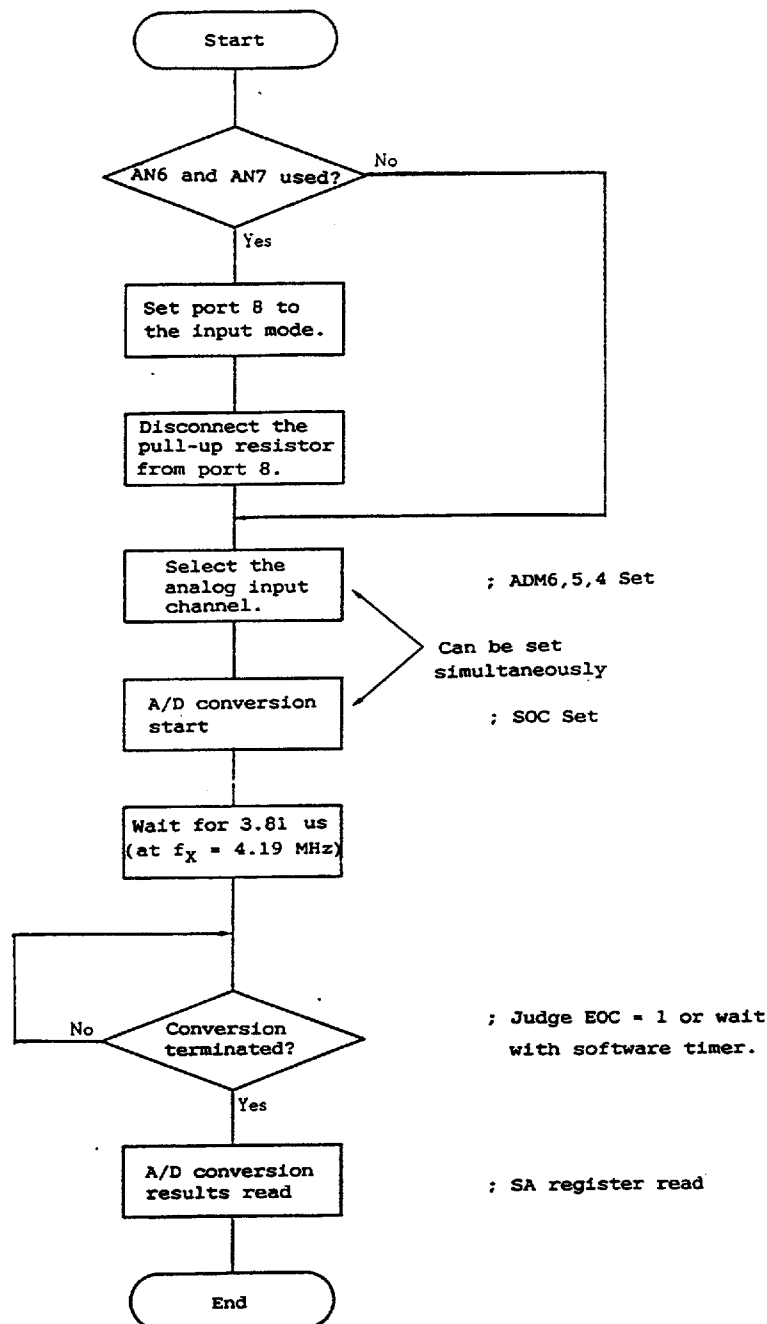 Start
AN6 and AN7 used?
No
Yes
Set port 8 to
the input mode.
Disconnect the
pull-up resistor
from port 8.
Select the
analog input
channel.
; ADM6,5,4 Set
Can be set
simultaneously
A/D conversion
start
; SOC Set
Wait for 3.81 us
(at fX = 4.19 MHz)
No
Conversion
terminated?
; Judge EOC = 1 or wait
with software timer.
Yes
A/D conversion
results read
; SA register read
End